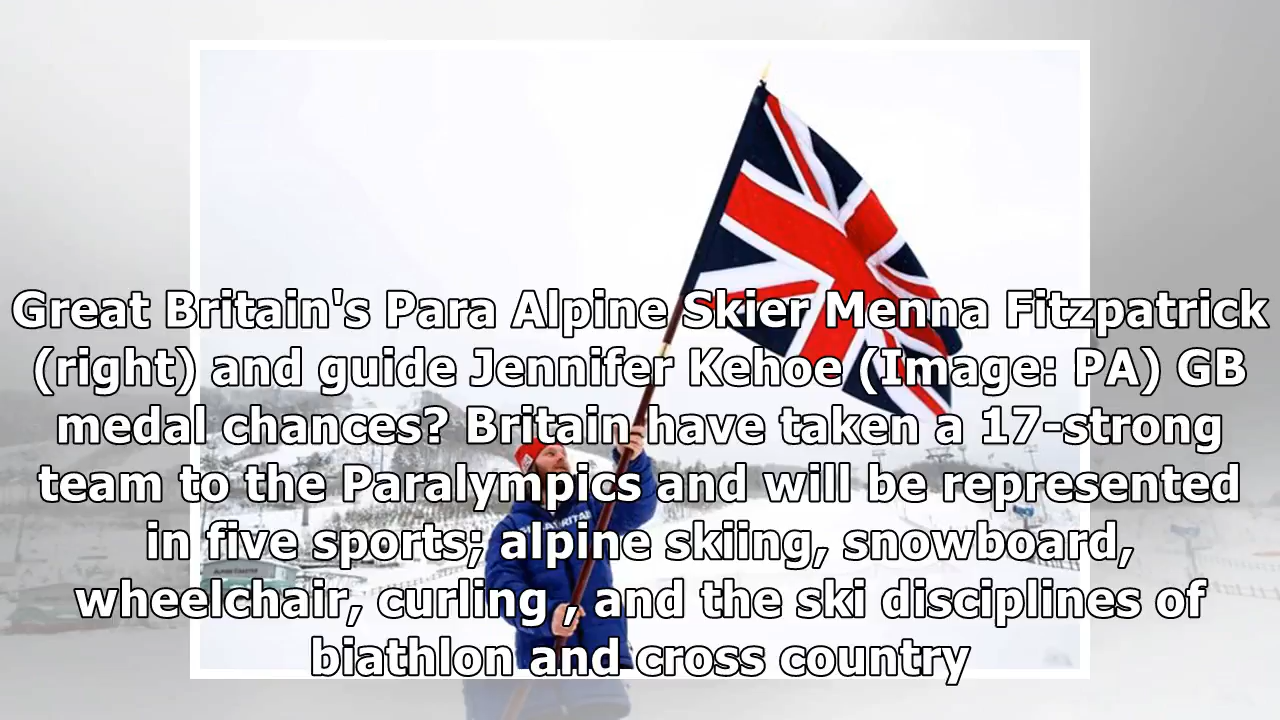 Great Britain's Para Alpine Skier Menna Fitzpatrick
(right) and guide Jennifer Kehoe (Image: PA) GB
medal chances? Britain have taken a 17-strong
team to the Paralympics and will be represented
in five sports; alpine skiing, snowboard,
wheelchair, curling , and the ski disciplines of
biathlon and cross country